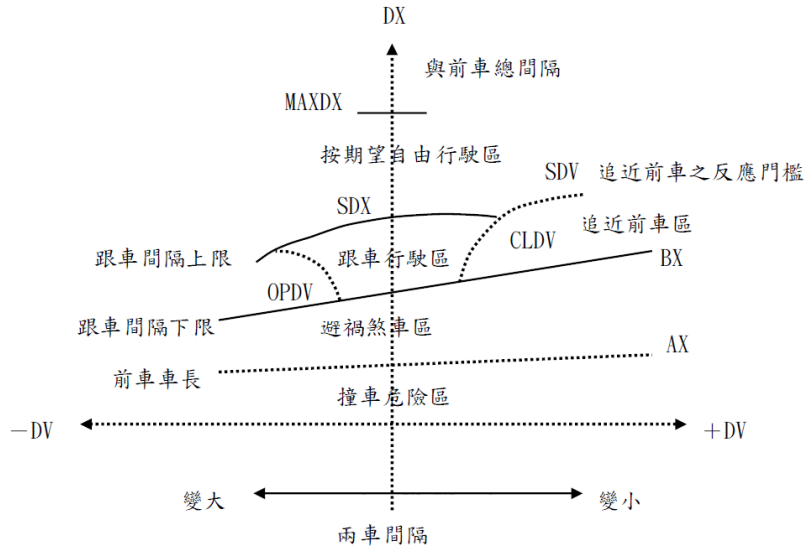 DX
與前車總間隔
MAXDX
按期望自由行駛區
SDV 追近前車之反應門檻
SDX
追近前車區
CLDV
跟車間隔上限
跟車行駛區
BX
OPDV
跟車間隔下限
避禍煞車區
AX
前車車長
撞車危險區
－DV
＋DV
變大
變小
兩車間隔